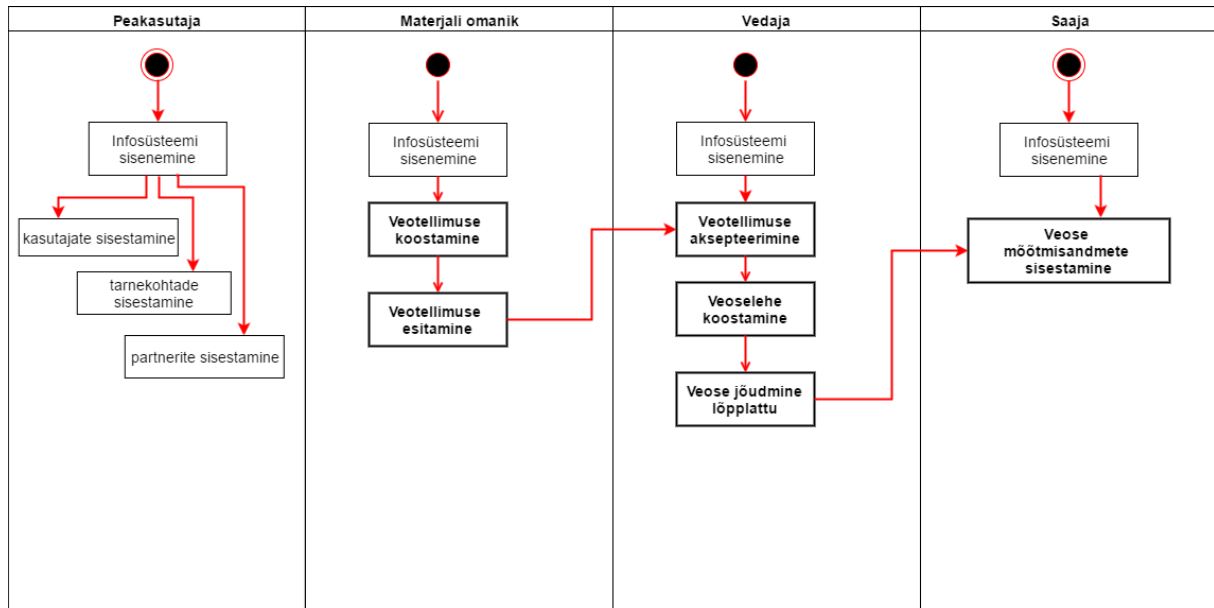 Peakasutaja
Materjali omanik
Vedaja
Saaja
Infosüsteemi
sisenemine
kasutajate sisestamine
tarnekohtade
sisestamine
partnerite sisestamine
Infosüsteemi
sisenemine
Veotellimuse
koostamine
Veotellimuse
esitamine
Infosüsteemi
sisenemine
Veotellimuse
aksepteerimine
Veoselehe
koostamine
Veose jõudmine
lõpplattu
Infosüsteemi
sisenemine
Veose
mõõtmisandmete
sisestamine